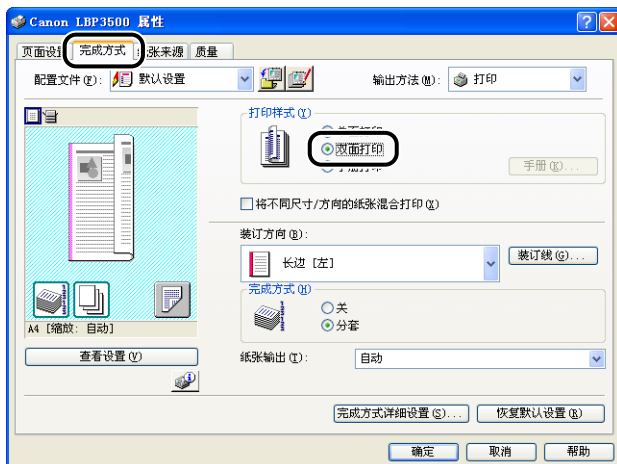 Canon LBP3500 属性
页面设置 完成方式 纸张来源 质量
配置文件(F): 默认设置 输出方法(M): 打印
打印样式(Y)
双面打印
手册(K)...
将不同尺寸/方向的纸张混合打印(X)
装订方向(B):
长边 [左] 装订线(G)...
完成方式(H)
关
分套
A4 [缩放: 自动]
查看设置(V) 纸张输出(T): 自动
完成方式详细设置(S)... 恢复默认设置(R)
确定 取消 帮助